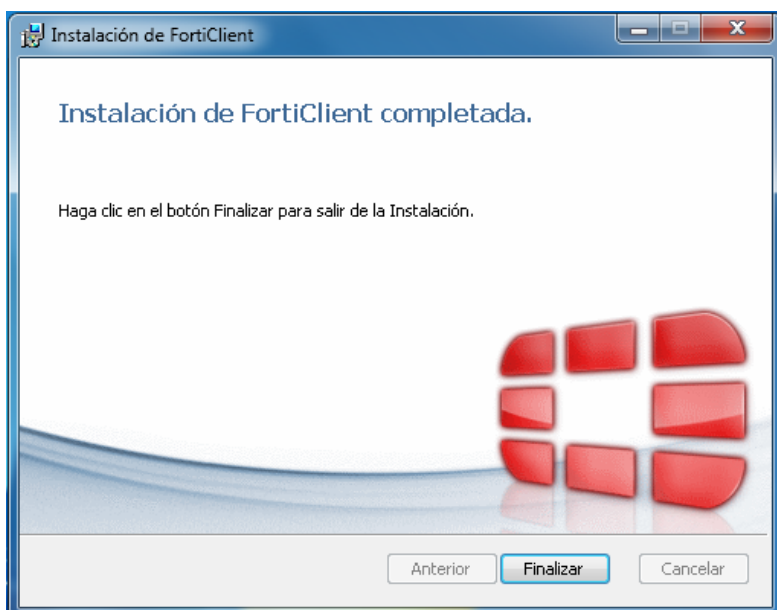 Instalación de FortiClient
Instalación de FortiClient completada.
Haga clic en el botón Finalizar para salir de la Instalación.
Anterior
Finalizar
Cancelar